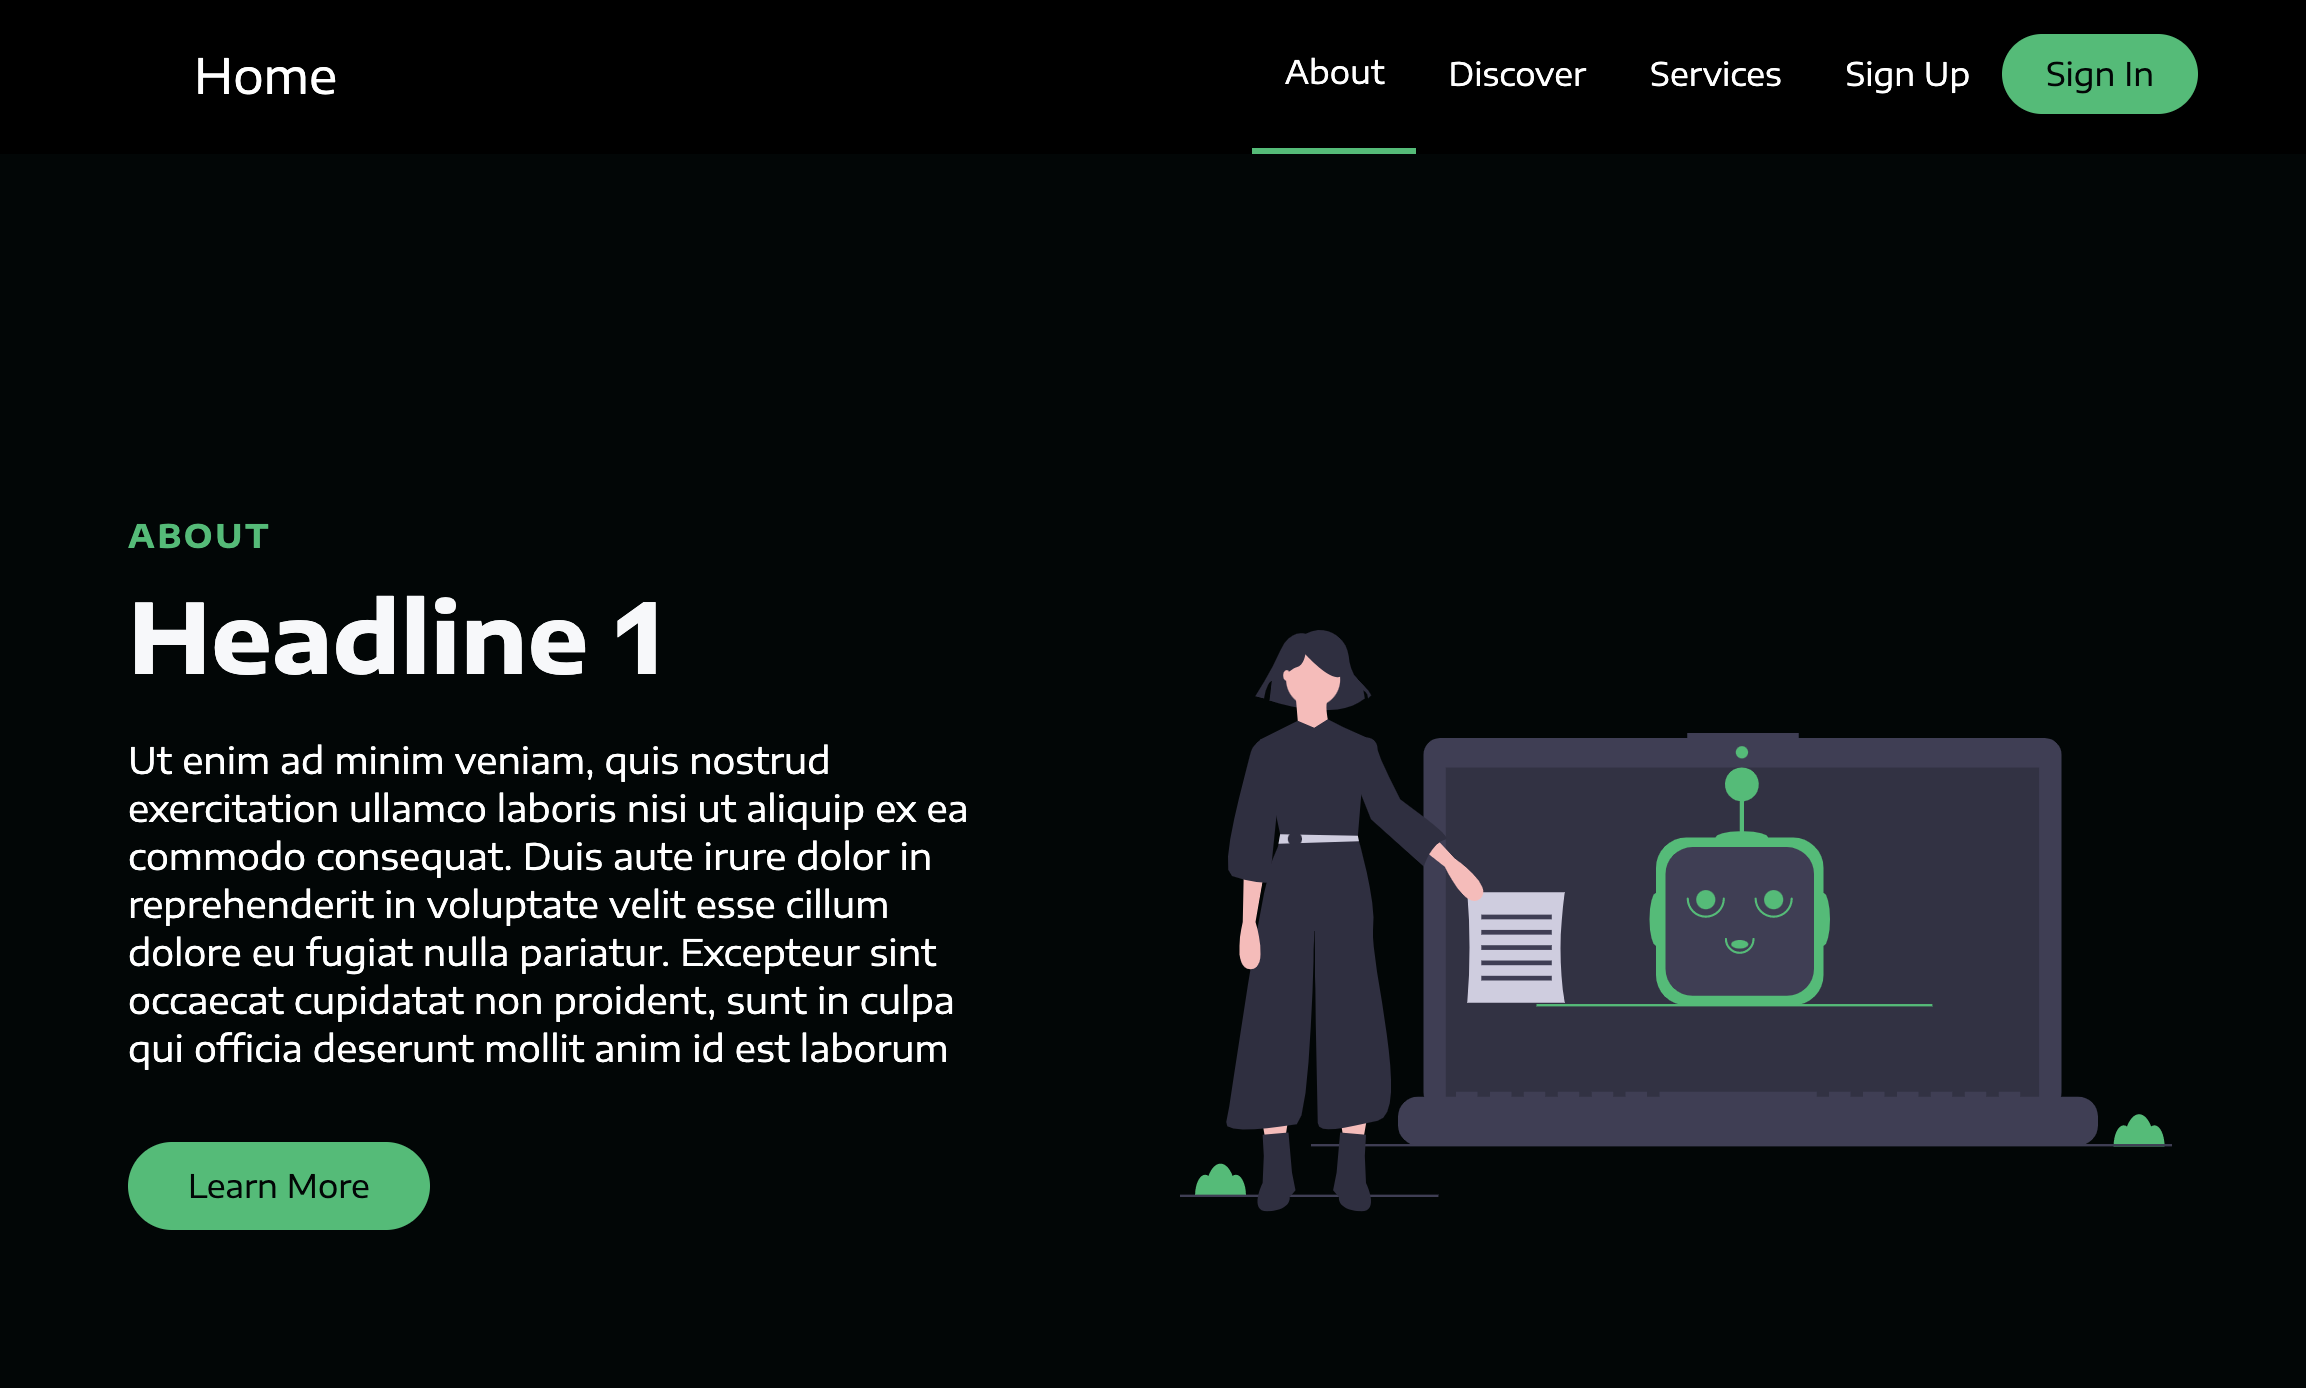 Home
About
Discover
Services
Sign Up
Sign In
ABOUT
Headline 1
Ut enim ad minim veniam, quis nostrud
exercitation ullamco laboris nisi ut aliquip ex ea
commodo consequat. Duis aute irure dolor in
reprehenderit in voluptate velit esse cillum
dolore eu fugiat nulla pariatur. Excepteur sint
occaecat cupidatat non proident, sunt in culpa
qui officia deserunt mollit anim id est laborum
Learn More